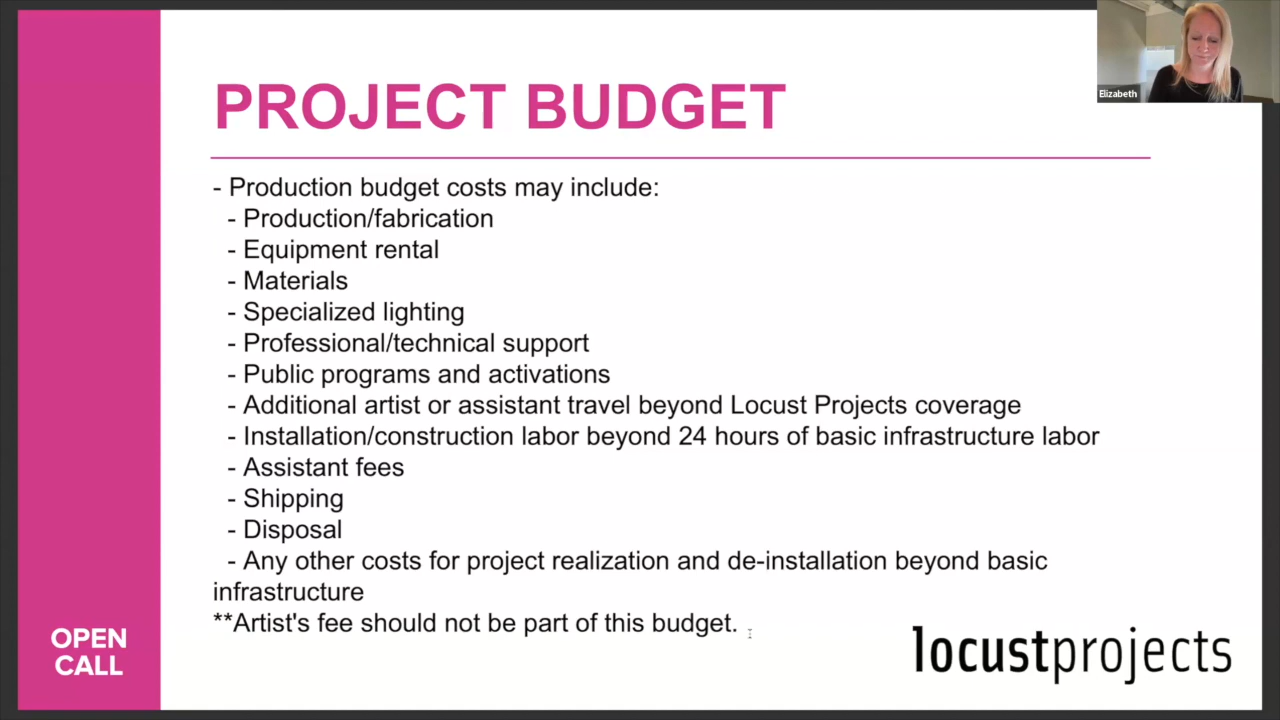 Elizabeth
PROJECT BUDGET
- Production budget costs may include:
- Production/fabrication
- Equipment rental
- Materials
- Specialized lighting
- Professional/technical support
- Public programs and activations
- Additional artist or assistant travel beyond Locust Projects coverage
- Installation/construction labor beyond 24 hours of basic infrastructure labor
- Assistant fees
- Shipping
- Disposal
- Any other costs for project realization and de-installation beyond basic
infrastructure
**Artist's fee should not be part of this budget.
OPEN
CALL
locustprojects